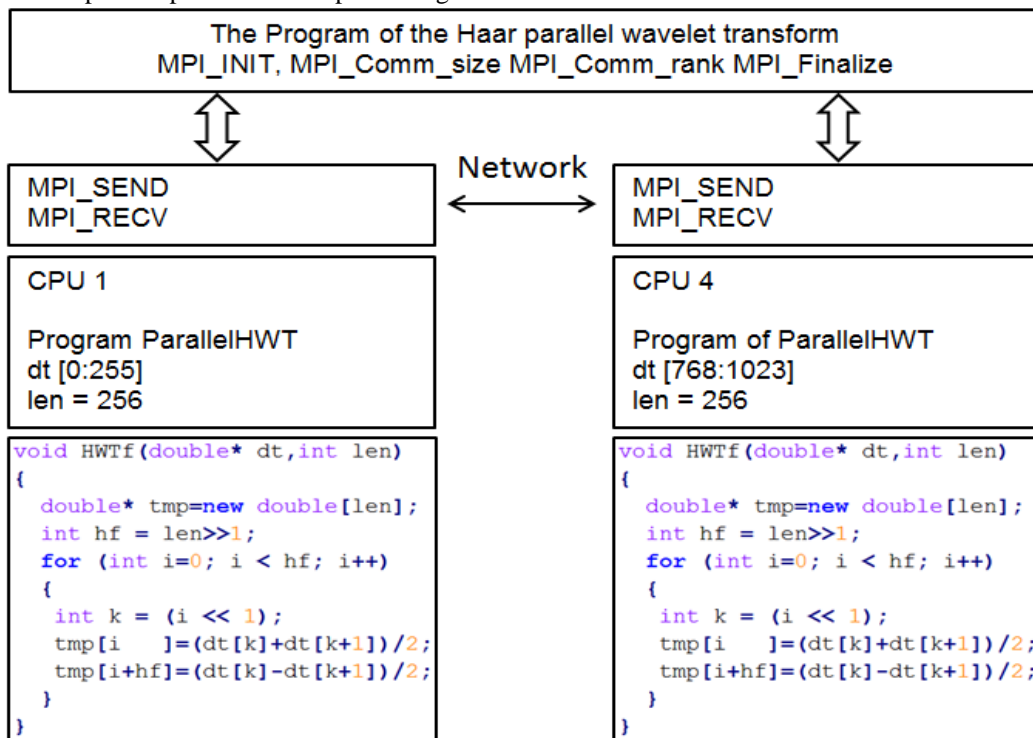 The Program of the Haar parallel wavelet transform
MPI_INIT, MPI_Comm_size MPI_Comm_rank MPI_Finalize
Network
MPI_SEND
MPI_RECV
CPU 1
Program ParallelHWT
dt [0:255]
len = 256
void HWTf(double* dt,int len)
{
  double* tmp=new double[len];
  int hf = len>>1;
  for (int i=0; i < hf; i++)
  {
   int k = (i << 1);
   tmp[i   ]=(dt[k]+dt[k+1])/2;
   tmp[i+hf]=(dt[k]-dt[k+1])/2;
  }
}
MPI_SEND
MPI_RECV
CPU 4
Program of ParallelHWT
dt [768:1023]
len = 256
void HWTf(double* dt,int len)
{
  double* tmp=new double[len];
  int hf = len>>1;
  for (int i=0; i < hf; i++)
  {
   int k = (i << 1);
   tmp[i   ]=(dt[k]+dt[k+1])/2;
   tmp[i+hf]=(dt[k]-dt[k+1])/2;
  }
}